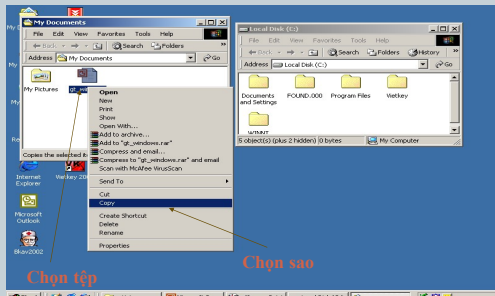 My Documents
File Edit View Favorites Tools Help
Back Search Folders
Address My Documents Go
My Pictures
Open
New
Print
Show
Open With...
Add to archive...
Add to "gt_windows.rar"
Compress and email...
Compress to "gt_windows.rar" and email
Scan with McAfee VirusScan
Send To
Cut
Copy
Create Shortcut
Delete
Rename
Properties
Local Disk (C:)
File Edit View Favorites Tools Help
Back Search Folders History
Address Local Disk (C:) Go
Documents and Settings
FOUND.000
Program Files
Vietkey
WINNT
5 object(s) (plus 2 hidden) 0 bytes My Computer
Copies the selected
Internet Explorer
Microsoft Outlook
Bkav2002
Chọn tệp
Chọn sao